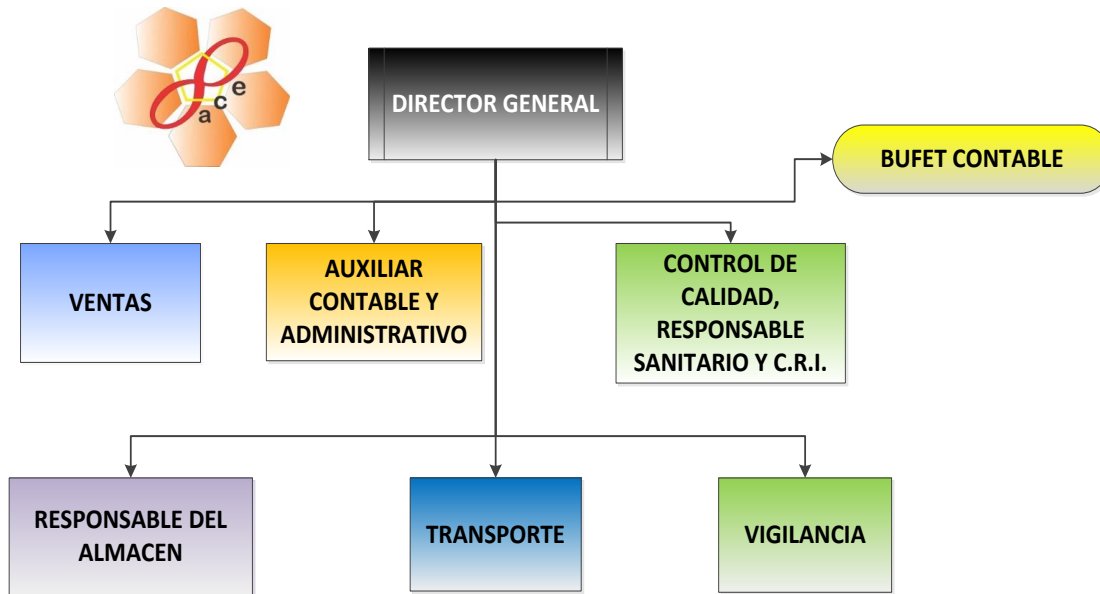 a c e
DIRECTOR GENERAL
BUFET CONTABLE
VENTAS
AUXILIAR
CONTABLE Y
ADMINISTRATIVO
CONTROL DE
CALIDAD,
RESPONSABLE
SANITARIO Y C.R.I.
RESPONSABLE DEL
ALMACEN
TRANSPORTE
VIGILANCIA